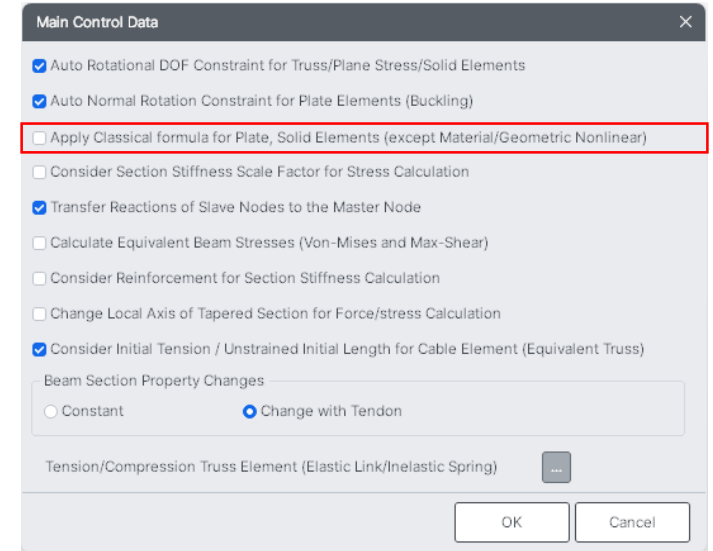 Main Control Data
Auto Rotational DOF Constraint for Truss/Plane Stress/Solid Elements
Auto Normal Rotation Constraint for Plate Elements (Buckling)
Apply Classical formula for Plate, Solid Elements (except Material/Geometric Nonlinear)
Consider Section Stiffness Scale Factor for Stress Calculation
Transfer Reactions of Slave Nodes to the Master Node
Calculate Equivalent Beam Stresses (Von-Mises and Max-Shear)
Consider Reinforcement for Section Stiffness Calculation
Change Local Axis of Tapered Section for Force/stress Calculation
Consider Initial Tension / Unstrained Initial Length for Cable Element (Equivalent Truss)
Beam Section Property Changes
Constant Change with Tendon
Tension/Compression Truss Element (Elastic Link/Inelastic Spring) ...
OK Cancel